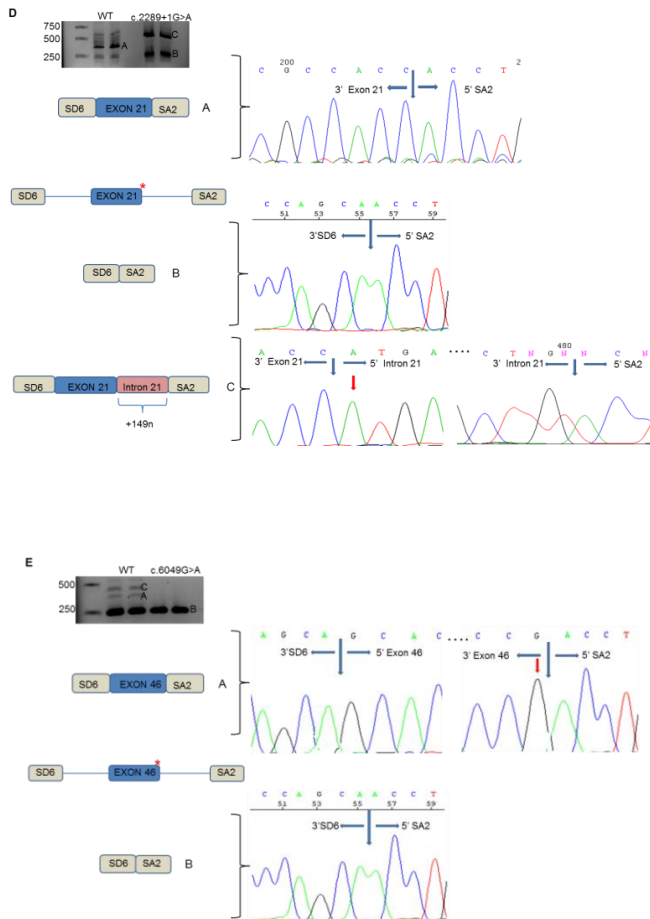 D
WT c.2289+1G>A
750
500
250
A
C
B
SD6 EXON 21 SA2 A
200 2
C G C C A C C A C C T
3' Exon 21 5' SA2
SD6 EXON 21 * SA2
C C A G C A A C C T
51 53 55 57 59
3'SD6 5' SA2
SD6 SA2 B
A C C A T G A .... C T N G N N C N
480
3' Exon 21 5' Intron 21 3' Intron 21 5' SA2
SD6 EXON 21 Intron 21 SA2 C
+149n
E
WT c.6049G>A
500
250
C
A
B
A G C A G C A C .... C C G A C C T
3'SD6 5' Exon 46 3' Exon 46 5' SA2
SD6 EXON 46 SA2 A
SD6 EXON 46 * SA2
C C A G C A A C C T
51 53 55 57 59
3'SD6 5' SA2
SD6 SA2 B